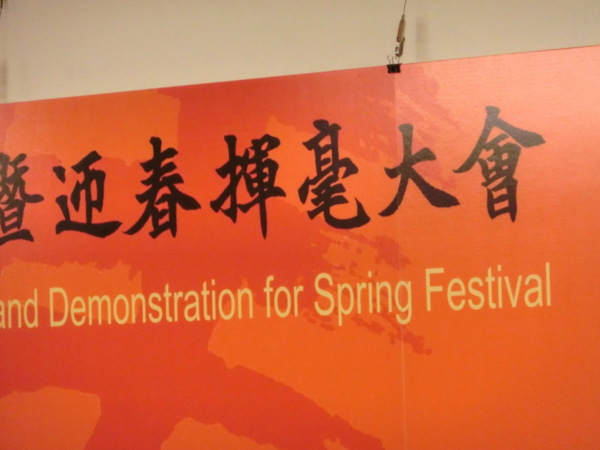 暨迎春揮毫大會
and Demonstration for Spring Festival